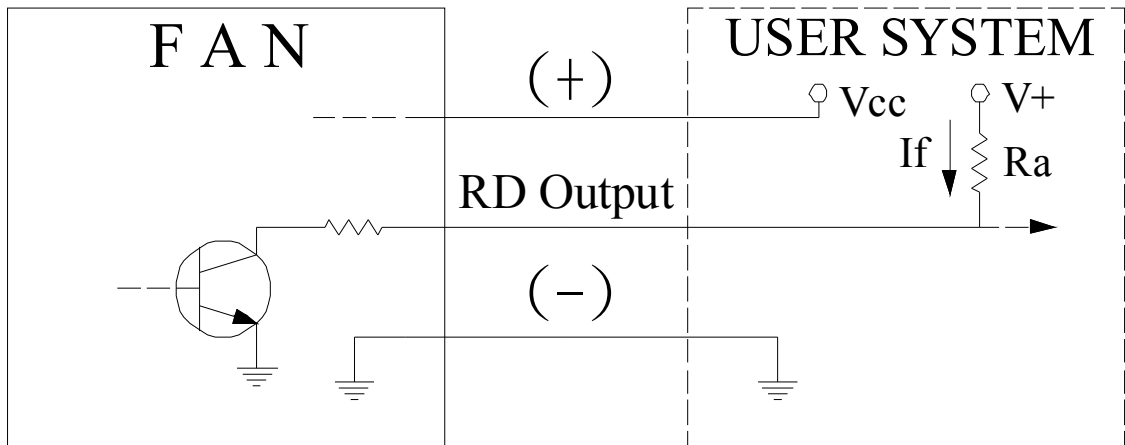 F A N
USER SYSTEM
(+)
Vcc
V+
If
Ra
RD Output
(-)